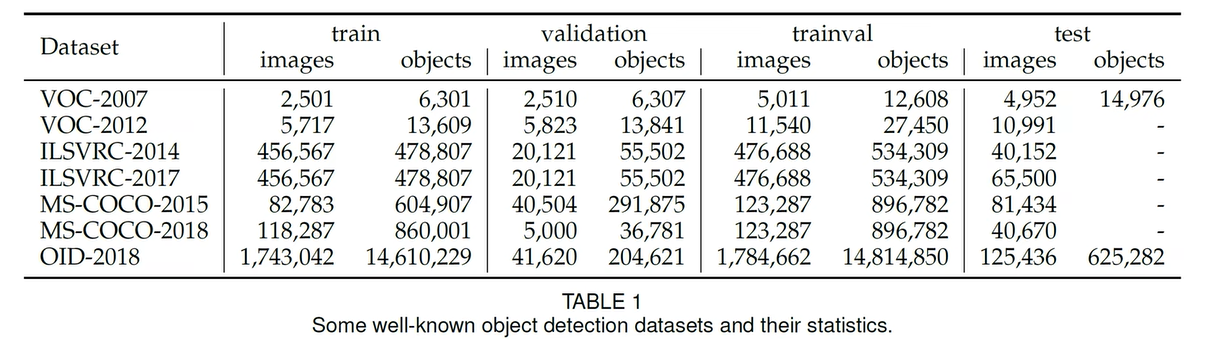 Dataset train validation trainval test
images objects images objects images objects images objects
VOC-2007 2,501 6,301 2,510 6,307 5,011 12,608 4,952 14,976
VOC-2012 5,717 13,609 5,823 13,841 11,540 27,450 10,991 -
ILSVRC-2014 456,567 478,807 20,121 55,502 476,688 534,309 40,152 -
ILSVRC-2017 456,567 478,807 20,121 55,502 476,688 534,309 65,500 -
MS-COCO-2015 82,783 604,907 40,504 291,875 123,287 896,782 81,434 -
MS-COCO-2018 118,287 860,001 5,000 36,781 123,287 896,782 40,670 -
OID-2018 1,743,042 14,610,229 41,620 204,621 1,784,662 14,814,850 125,436 625,282
TABLE 1
Some well-known object detection datasets and their statistics.